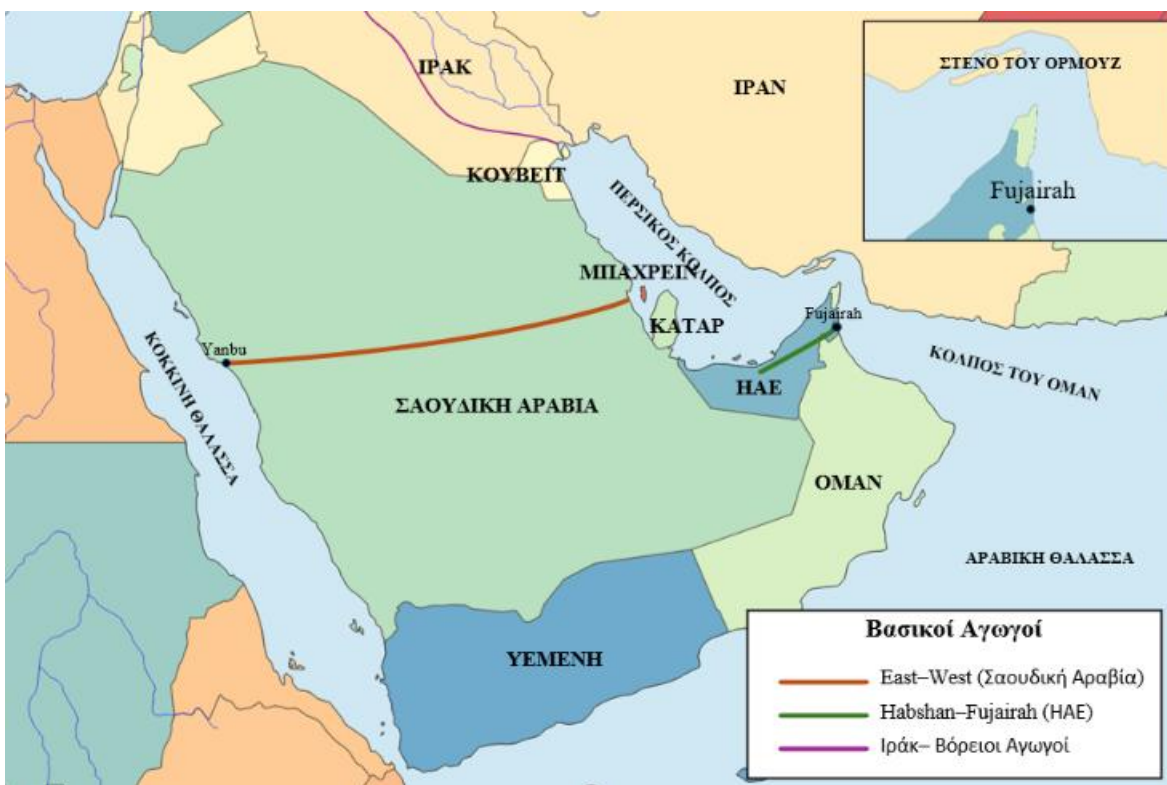 ΣΤΕΝΟ ΤΟΥ ΟΡΜΟΥΖ
Fujairah
ΙΡΑΚ
ΙΡΑΝ
ΚΟΥΒΕΙΤ
ΠΕΡΣΙΚΟΣ ΚΟΛΠΟΣ
ΜΠΑΧΡΕΙΝ
ΚΑΤΑΡ
Fujairah
Yanbu
ΚΟΚΚΙΝΗ ΘΑΛΑΣΣΑ
ΗΑΕ
ΚΟΛΠΟΣ ΤΟΥ ΟΜΑΝ
ΣΑΟΥΔΙΚΗ ΑΡΑΒΙΑ
ΟΜΑΝ
ΑΡΑΒΙΚΗ ΘΑΛΑΣΣΑ
ΥΕΜΕΝΗ
Βασικοί Αγωγοί
East–West (Σαουδική Αραβία)
Habshan–Fujairah (ΗΑΕ)
Ιράκ– Βόρειοι Αγωγοί